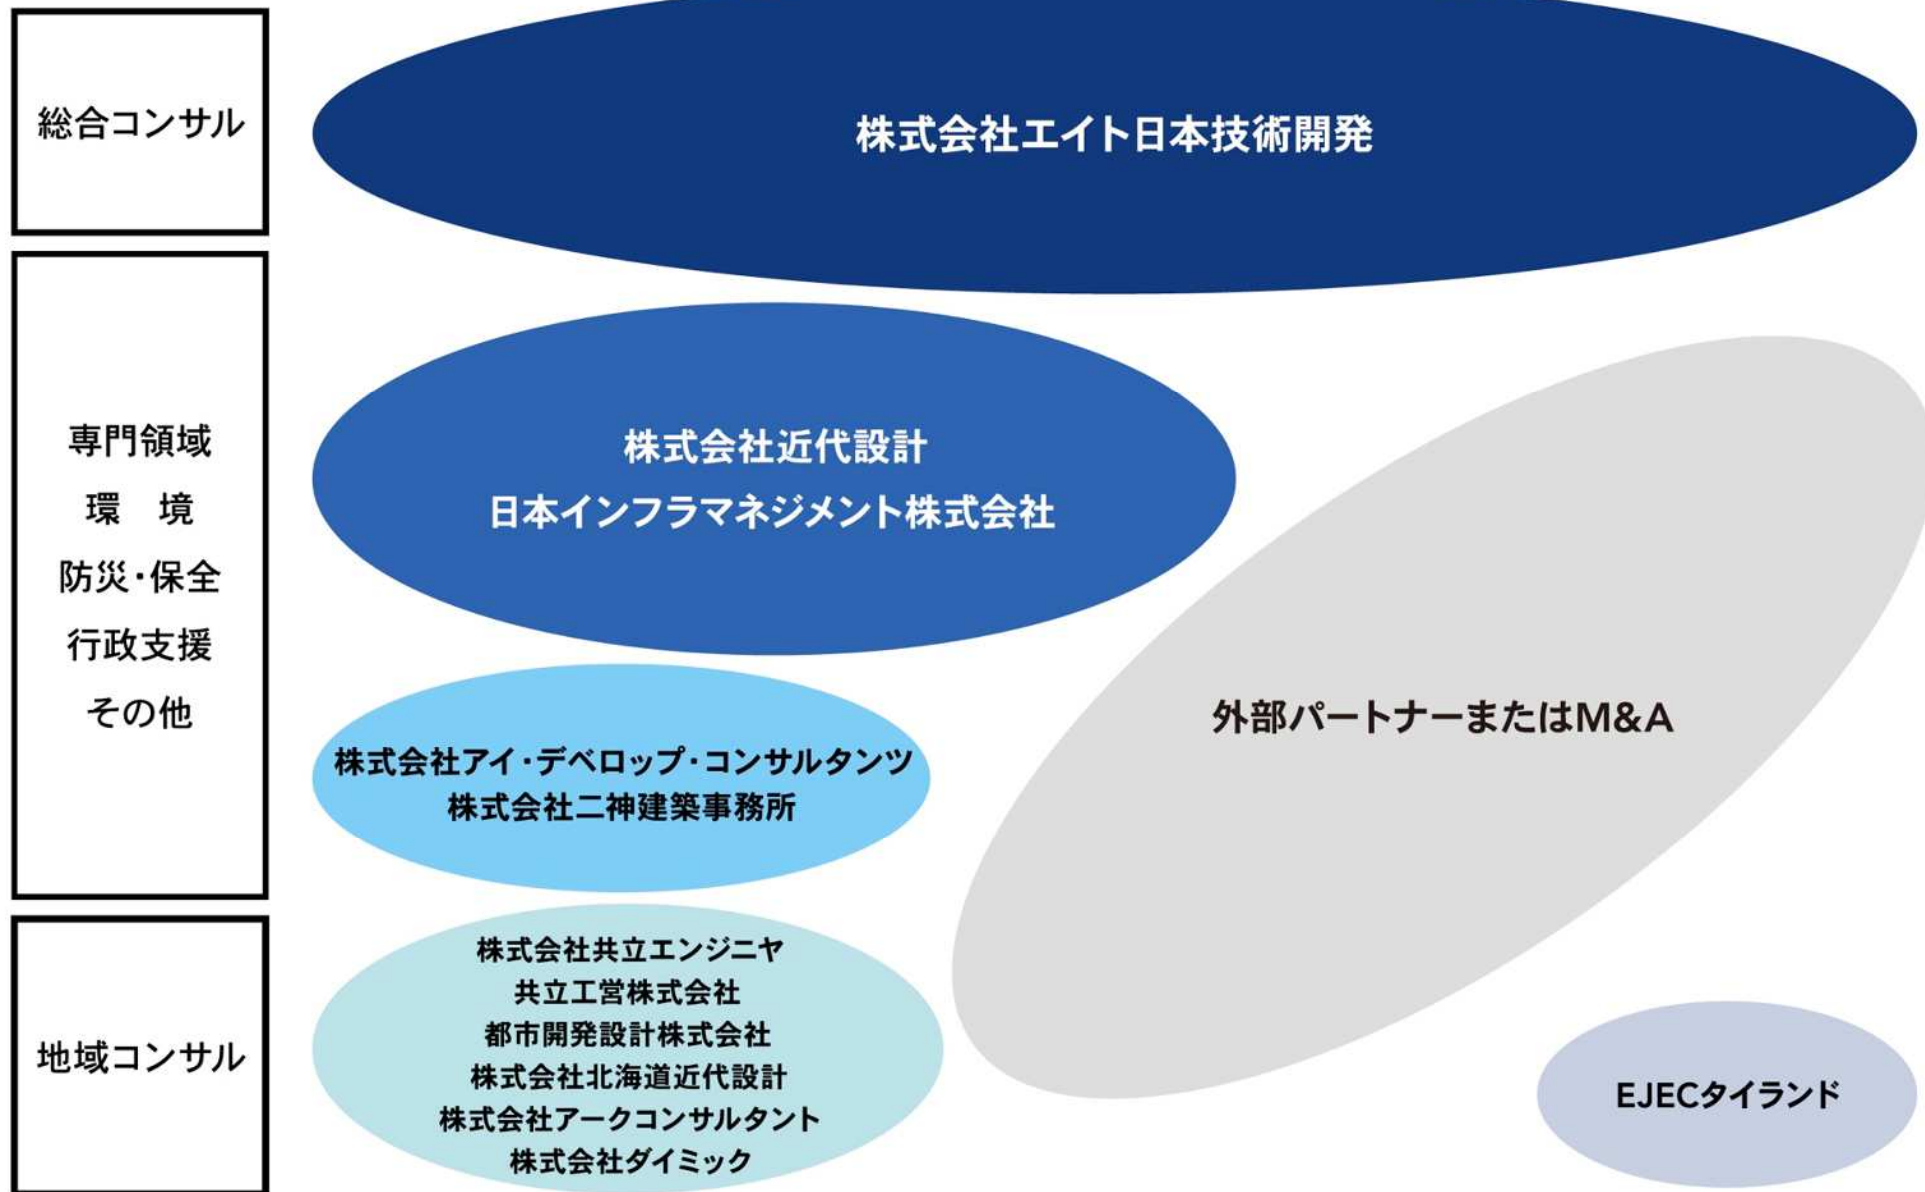 総合コンサル
株式会社エイト日本技術開発
専門領域
環　境
防災・保全
行政支援
その他
株式会社近代設計
日本インフラマネジメント株式会社
株式会社アイ・デベロップ・コンサルタンツ
株式会社二神建築事務所
外部パートナーまたはM&A
地域コンサル
株式会社共立エンジニヤ
共立工営株式会社
都市開発設計株式会社
株式会社北海道近代設計
株式会社アークコンサルタント
株式会社ダイミック
EJECタイランド